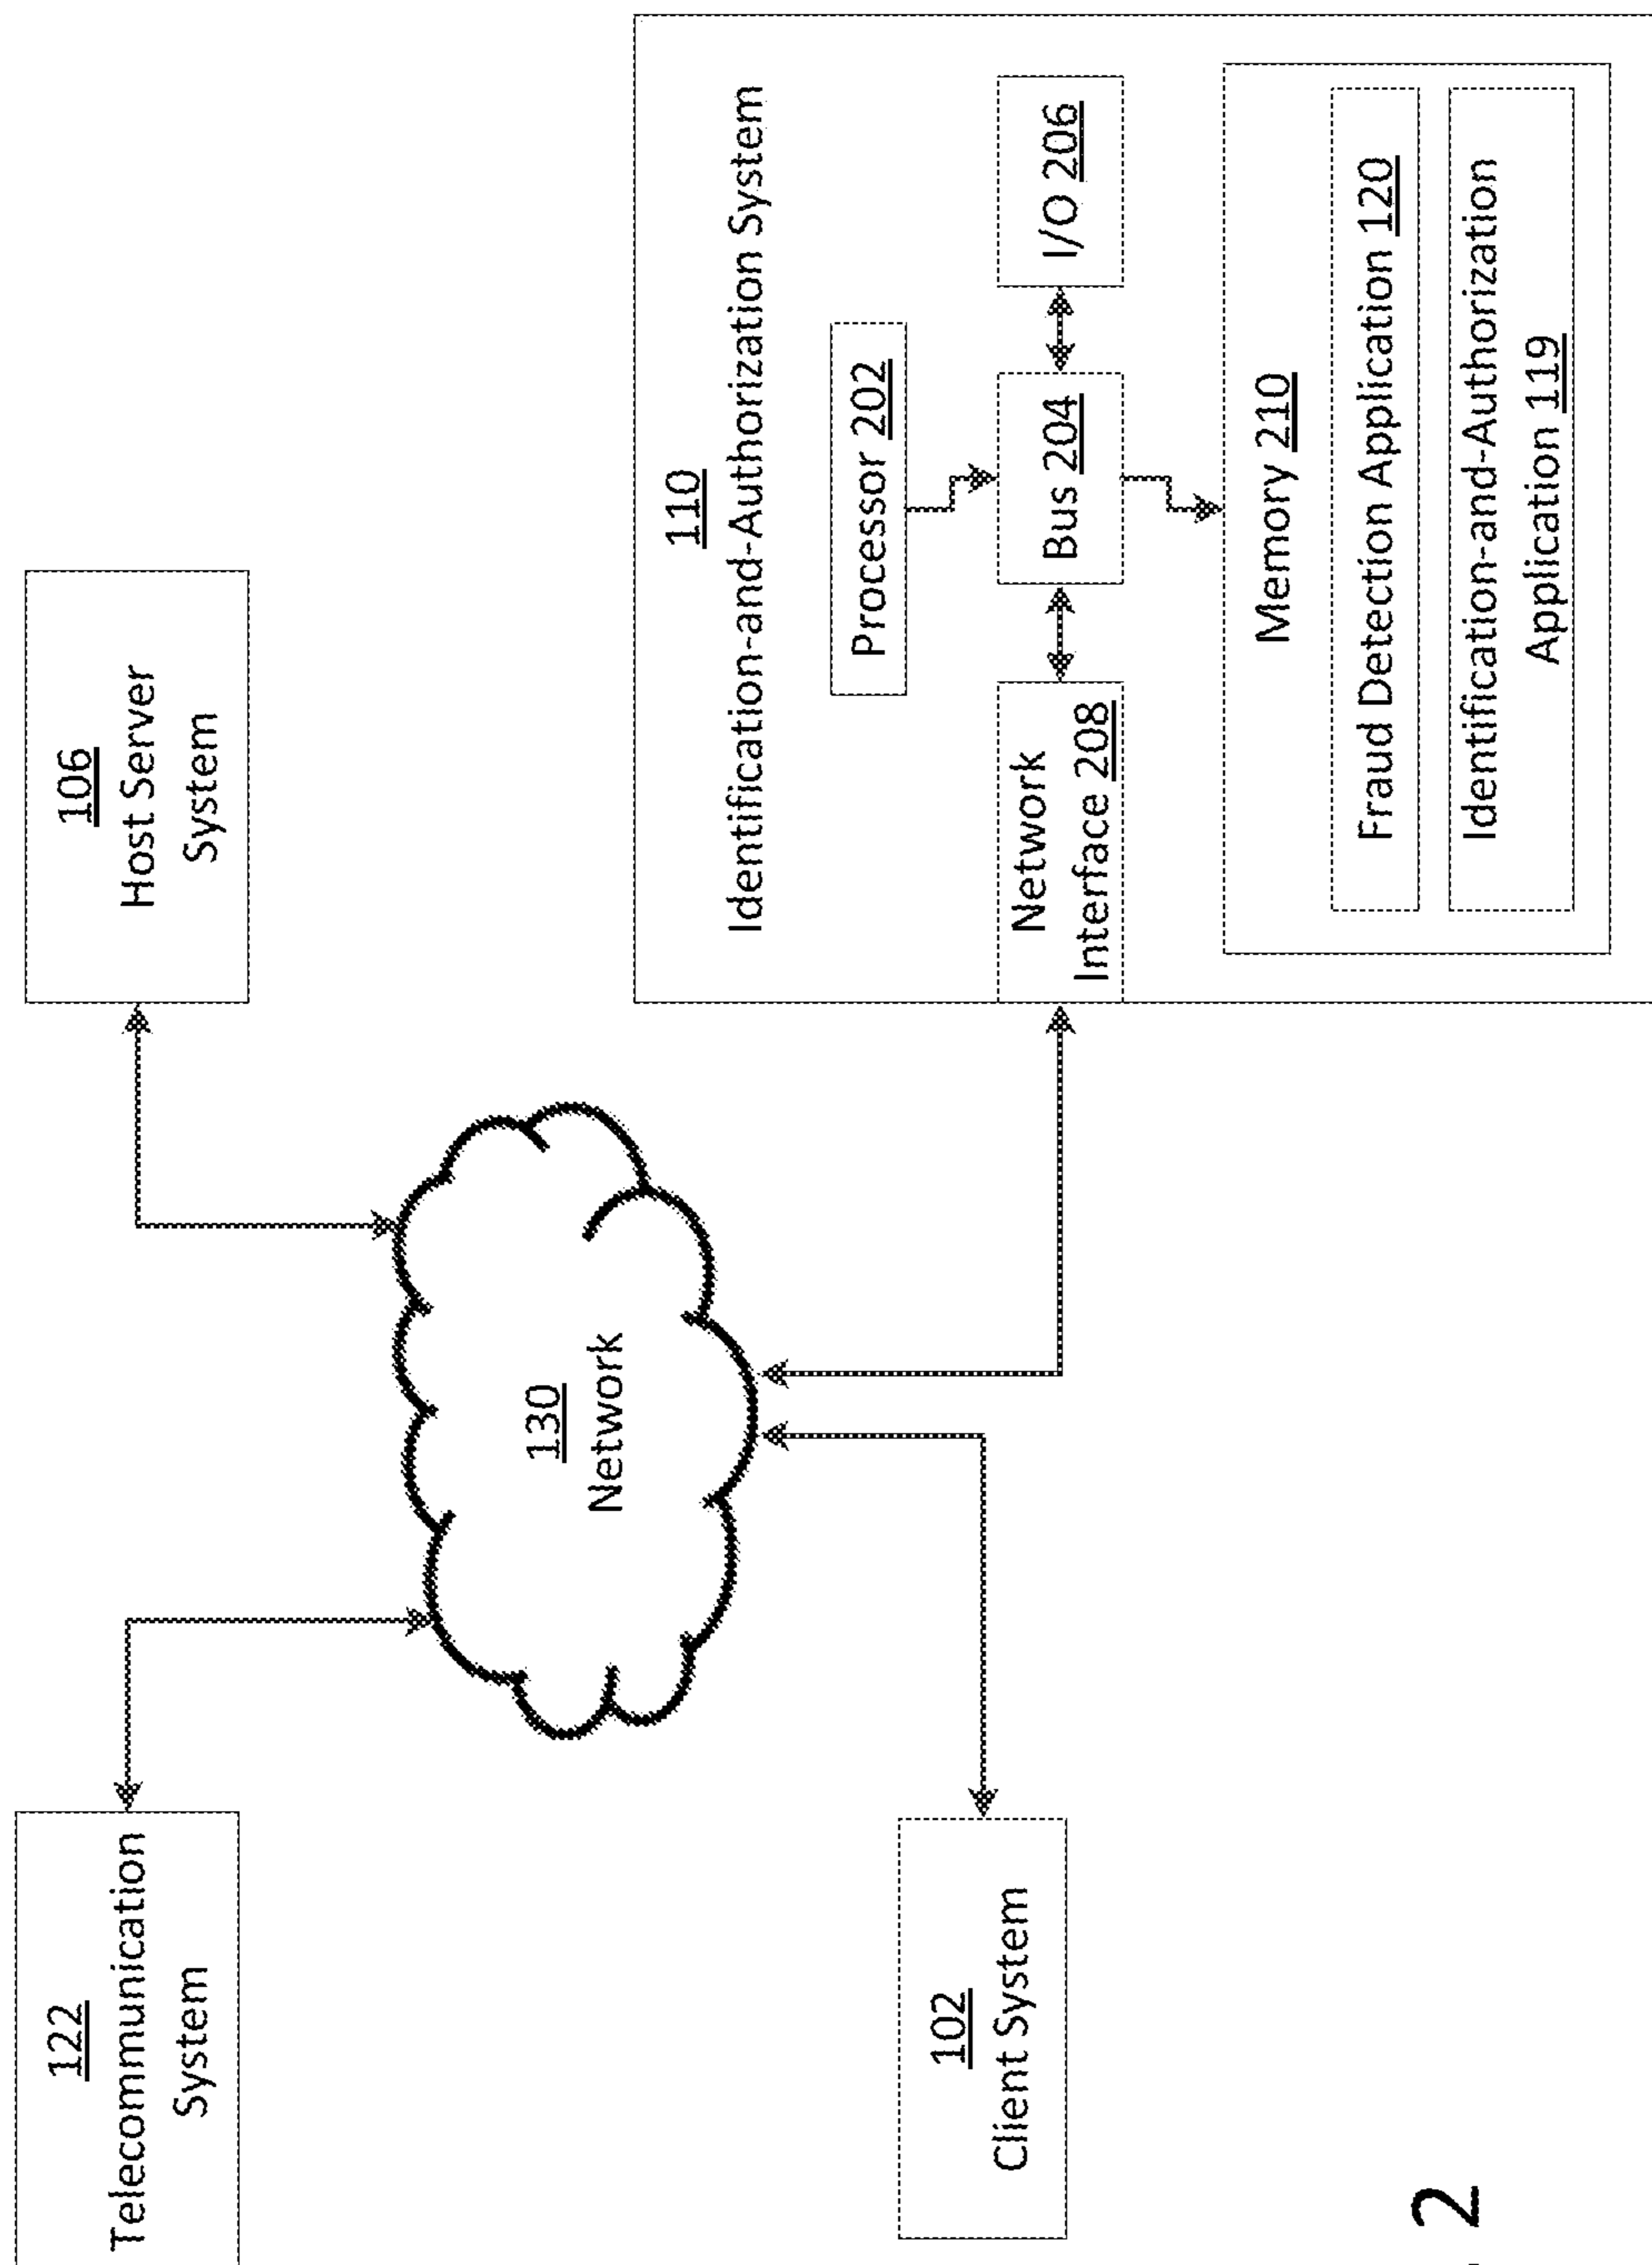 122
Telecommunication
System
106
Host Server
System
130
Network
102
Client System
110
Identification-and-Authorization System
Processor 202
Network
Interface 208
Bus 204
I/O 206
Memory 210
Fraud Detection Application 120
Identification-and-Authorization
Application 119
2